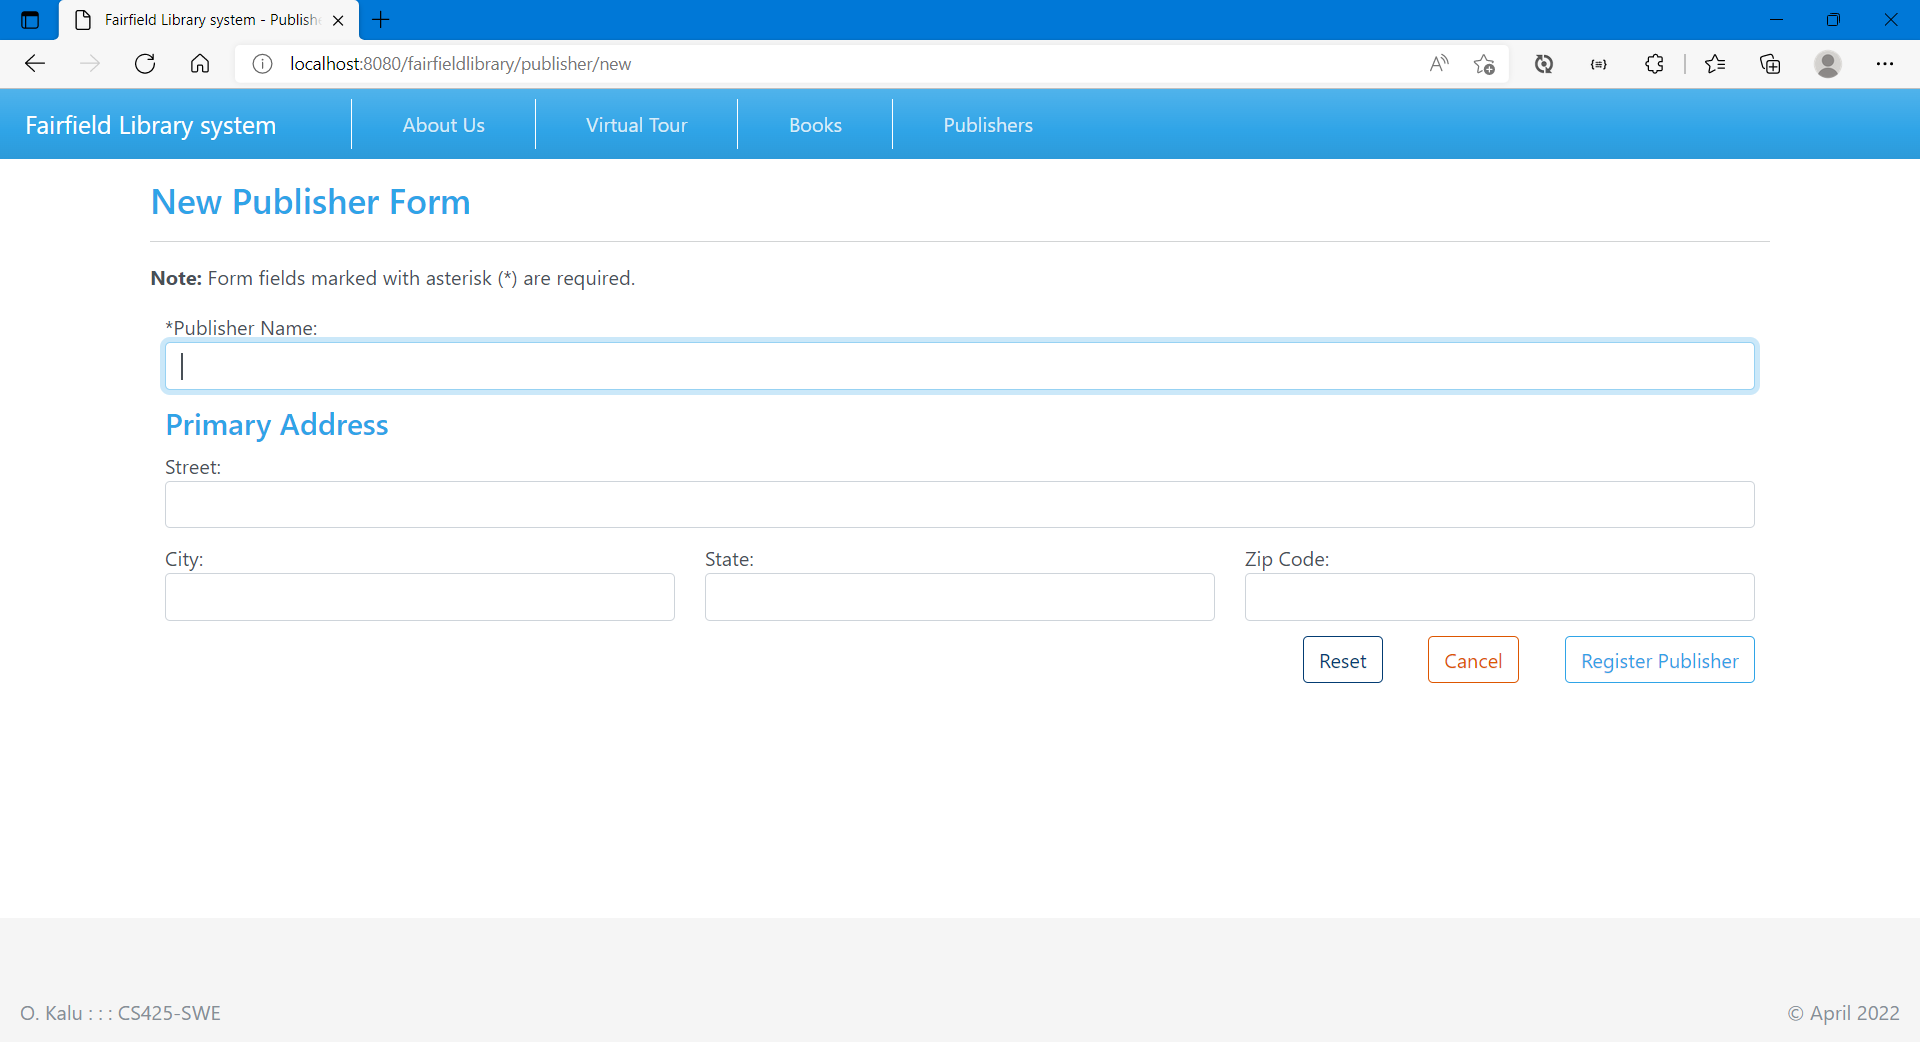 Fairfield Library system - Publish
localhost:8080/fairfieldlibrary/publisher/new
Fairfield Library system About Us Virtual Tour Books Publishers
New Publisher Form
Note: Form fields marked with asterisk (*) are required.
*Publisher Name:
Primary Address
Street:
City: State: Zip Code:
Reset Cancel Register Publisher
O. Kalu : : : CS425-SWE © April 2022